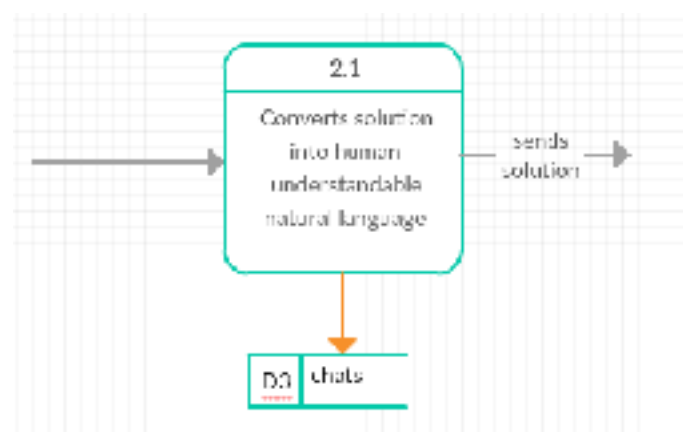 2.1
Converts solution
into human
understandable
natural language
sends
solution
D3
chats